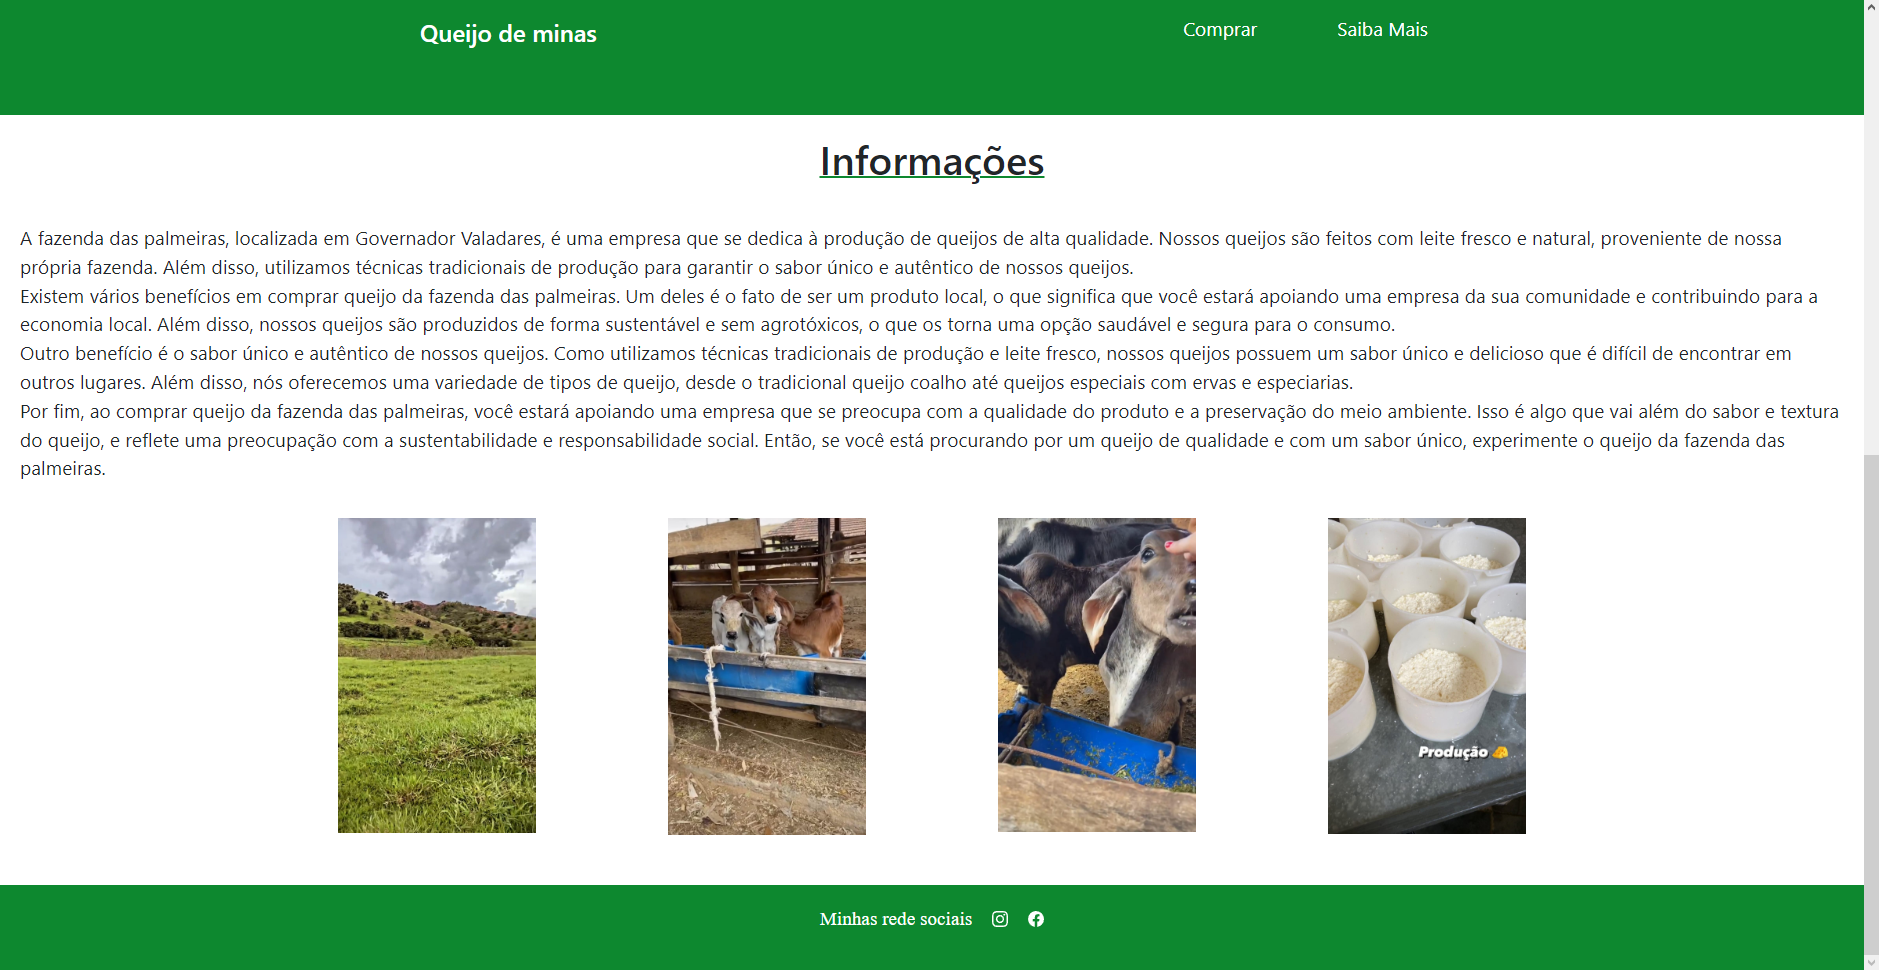 Queijo de minas
Comprar
Saiba Mais
Informações
A fazenda das palmeiras, localizada em Governador Valadares, é uma empresa que se dedica à produção de queijos de alta qualidade. Nossos queijos são feitos com leite fresco e natural, proveniente de nossa
própria fazenda. Além disso, utilizamos técnicas tradicionais de produção para garantir o sabor único e autêntico de nossos queijos.
Existem vários benefícios em comprar queijo da fazenda das palmeiras. Um deles é o fato de ser um produto local, o que significa que você estará apoiando uma empresa da sua comunidade e contribuindo para a
economia local. Além disso, nossos queijos são produzidos de forma sustentável e sem agrotóxicos, o que os torna uma opção saudável e segura para o consumo.
Outro benefício é o sabor único e autêntico de nossos queijos. Como utilizamos técnicas tradicionais de produção e leite fresco, nossos queijos possuem um sabor único e delicioso que é difícil de encontrar em
outros lugares. Além disso, nós oferecemos uma variedade de tipos de queijo, desde o tradicional queijo coalho até queijos especiais com ervas e especiarias.
Por fim, ao comprar queijo da fazenda das palmeiras, você estará apoiando uma empresa que se preocupa com a qualidade do produto e a preservação do meio ambiente. Isso é algo que vai além do sabor e textura
do queijo, e reflete uma preocupação com a sustentabilidade e responsabilidade social. Então, se você está procurando por um queijo de qualidade e com um sabor único, experimente o queijo da fazenda das
palmeiras.
Produção
Minhas rede sociais